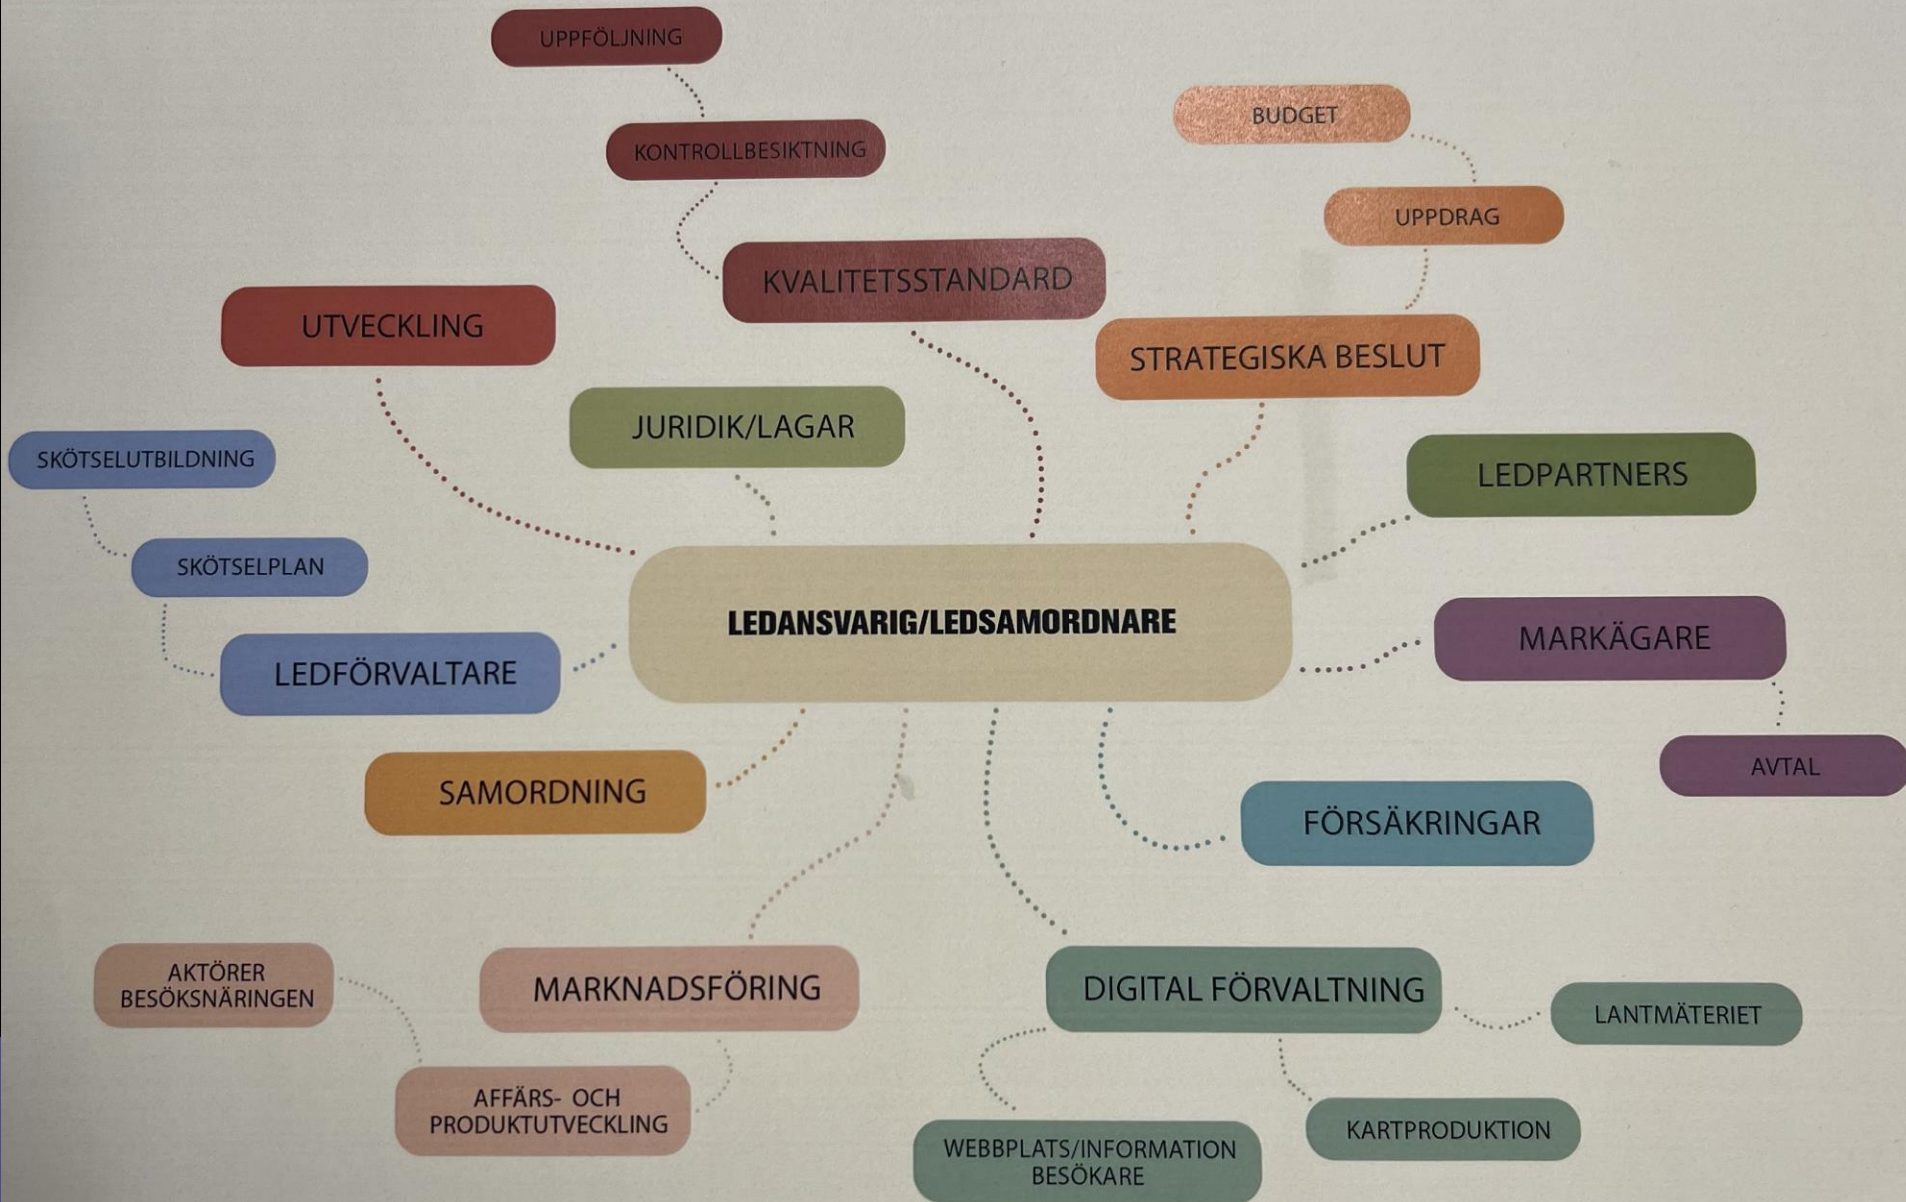 UPPFÖLJNING
BUDGET
KONTROLLBESIKTNING
UPPDRAG
KVALITETSSTANDARD
UTVECKLING
STRATEGISKA BESLUT
JURIDIK/LAGAR
SKÖTSELUTBILDNING
LEDPARTNERS
SKÖTSELPLAN
LEDANSVARIG/LEDSAMORDNARE
MARKÄGARE
LEDFÖRVALTARE
AVTAL
SAMORDNING
FÖRSÄKRINGAR
AKTÖRER
BESÖKSNÄRINGEN
MARKNADSFÖRING
DIGITAL FÖRVALTNING
LANTMÄTERIET
AFFÄRS- OCH
PRODUKTUTVECKLING
KARTPRODUKTION
WEBBPLATS/INFORMATION
BESÖKARE